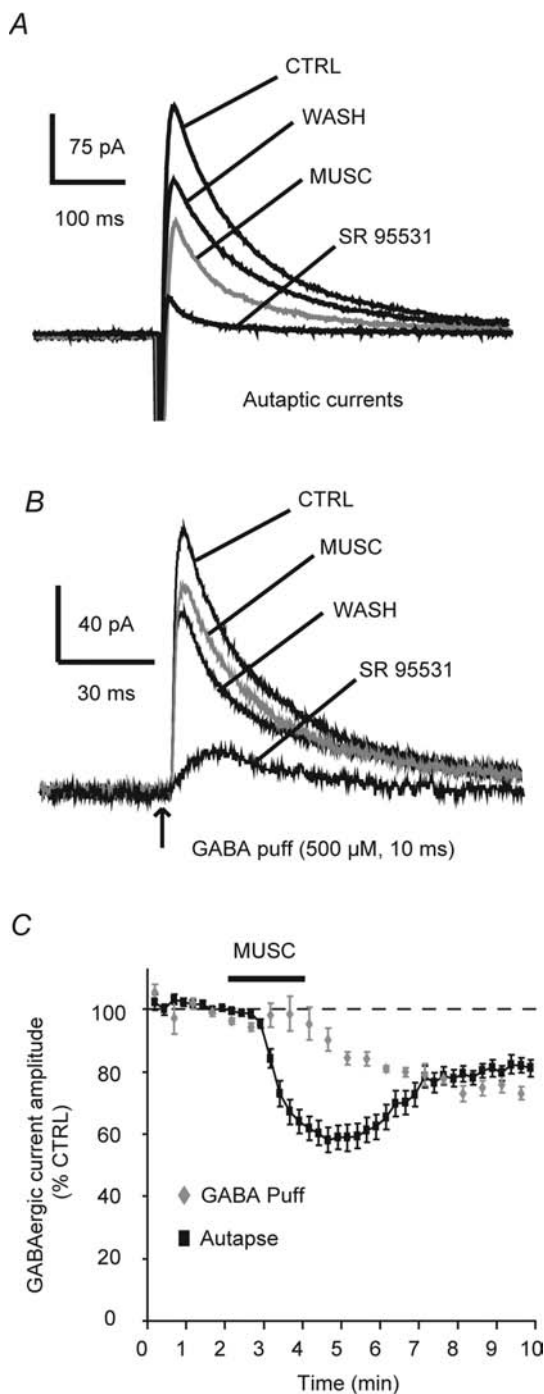 A
CTRL
WASH
75 pA
MUSC
100 ms
SR 95531
Autaptic currents
B
CTRL
MUSC
40 pA
WASH
30 ms
SR 95531
GABA puff (500 µM, 10 ms)
C
MUSC
GABAergic current amplitude
(% CTRL)
100
80
60
40
20
0
GABA Puff
Autapse
0 1 2 3 4 5 6 7 8 9 10
Time (min)